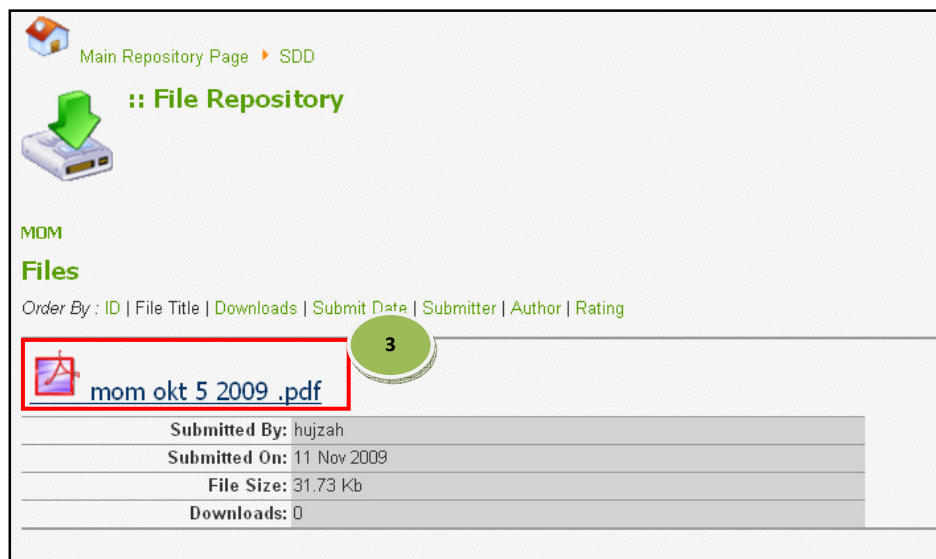 Main Repository Page SDD
:: File Repository
MOM
Files
Order By : ID | File Title | Downloads | Submit Date | Submitter | Author | Rating
3
mom okt 5 2009 .pdf
Submitted By: hujzah
Submitted On: 11 Nov 2009
File Size: 31.73 Kb
Downloads: 0